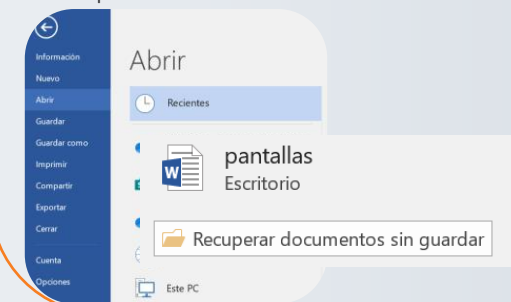 Información
Nuevo
Abrir
Guardar
Guardar como
Imprimir
Compartir
Exportar
Cerrar
Cuenta
Opciones
Abrir
Recientes
pantallas
Escritorio
Recuperar documentos sin guardar
Este PC